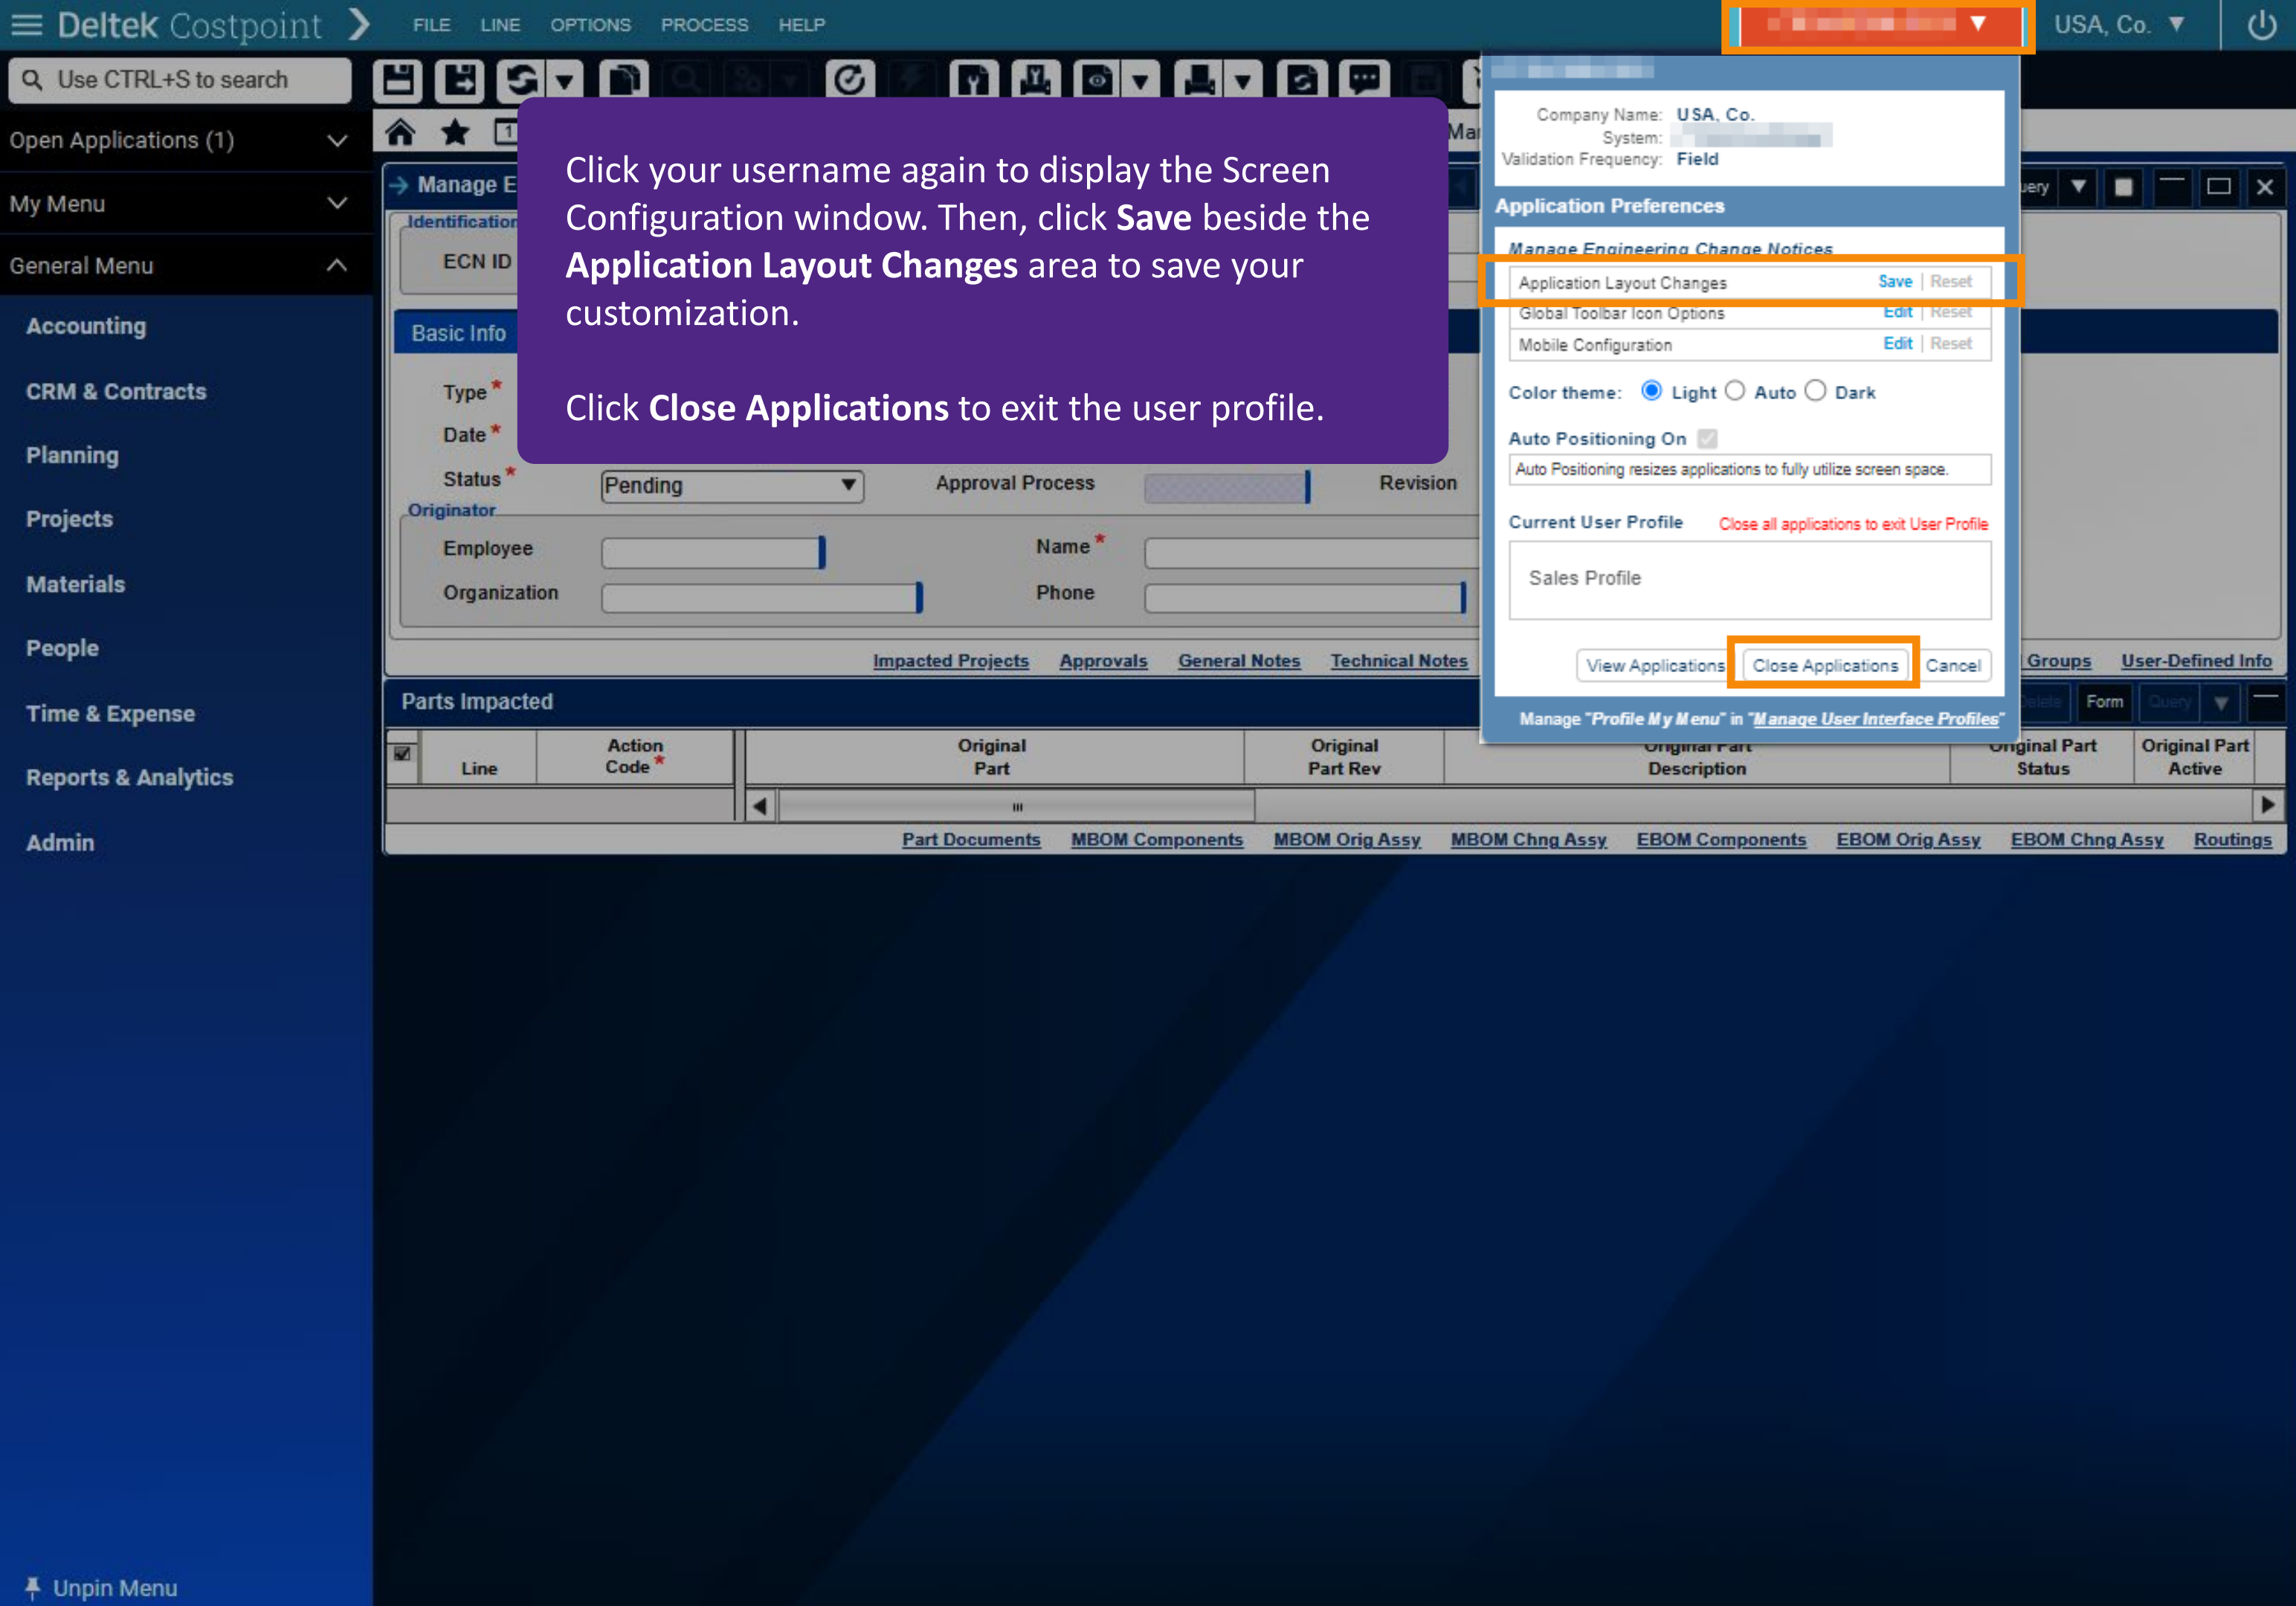 Deltek Costpoint
FILE LINE OPTIONS PROCESS HELP
USA, Co.
Use CTRL+S to search
Open Applications (1)
My Menu
General Menu
Accounting
CRM & Contracts
Planning
Projects
Materials
People
Time & Expense
Reports & Analytics
Admin
Unpin Menu
Manage E
Identification
ECN ID
Basic Info
Type *
Date *
Status * Pending Approval Process Revision
Originator
Employee Name *
Organization Phone
Impacted Projects Approvals General Notes Technical Notes Groups User-Defined Info
Parts Impacted Delete Form Query
Line Action Code * Original Part Original Part Rev Original Part Description Original Part Status Original Part Active
Part Documents MBOM Components MBOM Orig Assy MBOM Chng Assy EBOM Components EBOM Orig Assy EBOM Chng Assy Routings
Click your username again to display the Screen
Configuration window. Then, click Save beside the
Application Layout Changes area to save your
customization.
Click Close Applications to exit the user profile.
Company Name: USA, Co.
System:
Validation Frequency: Field
Application Preferences
Manage Engineering Change Notices
Application Layout Changes Save | Reset
Global Toolbar Icon Options Edit | Reset
Mobile Configuration Edit | Reset
Color theme: Light Auto Dark
Auto Positioning On
Auto Positioning resizes applications to fully utilize screen space.
Current User Profile Close all applications to exit User Profile
Sales Profile
View Applications Close Applications Cancel
Manage "Profile My Menu" in "Manage User Interface Profiles"